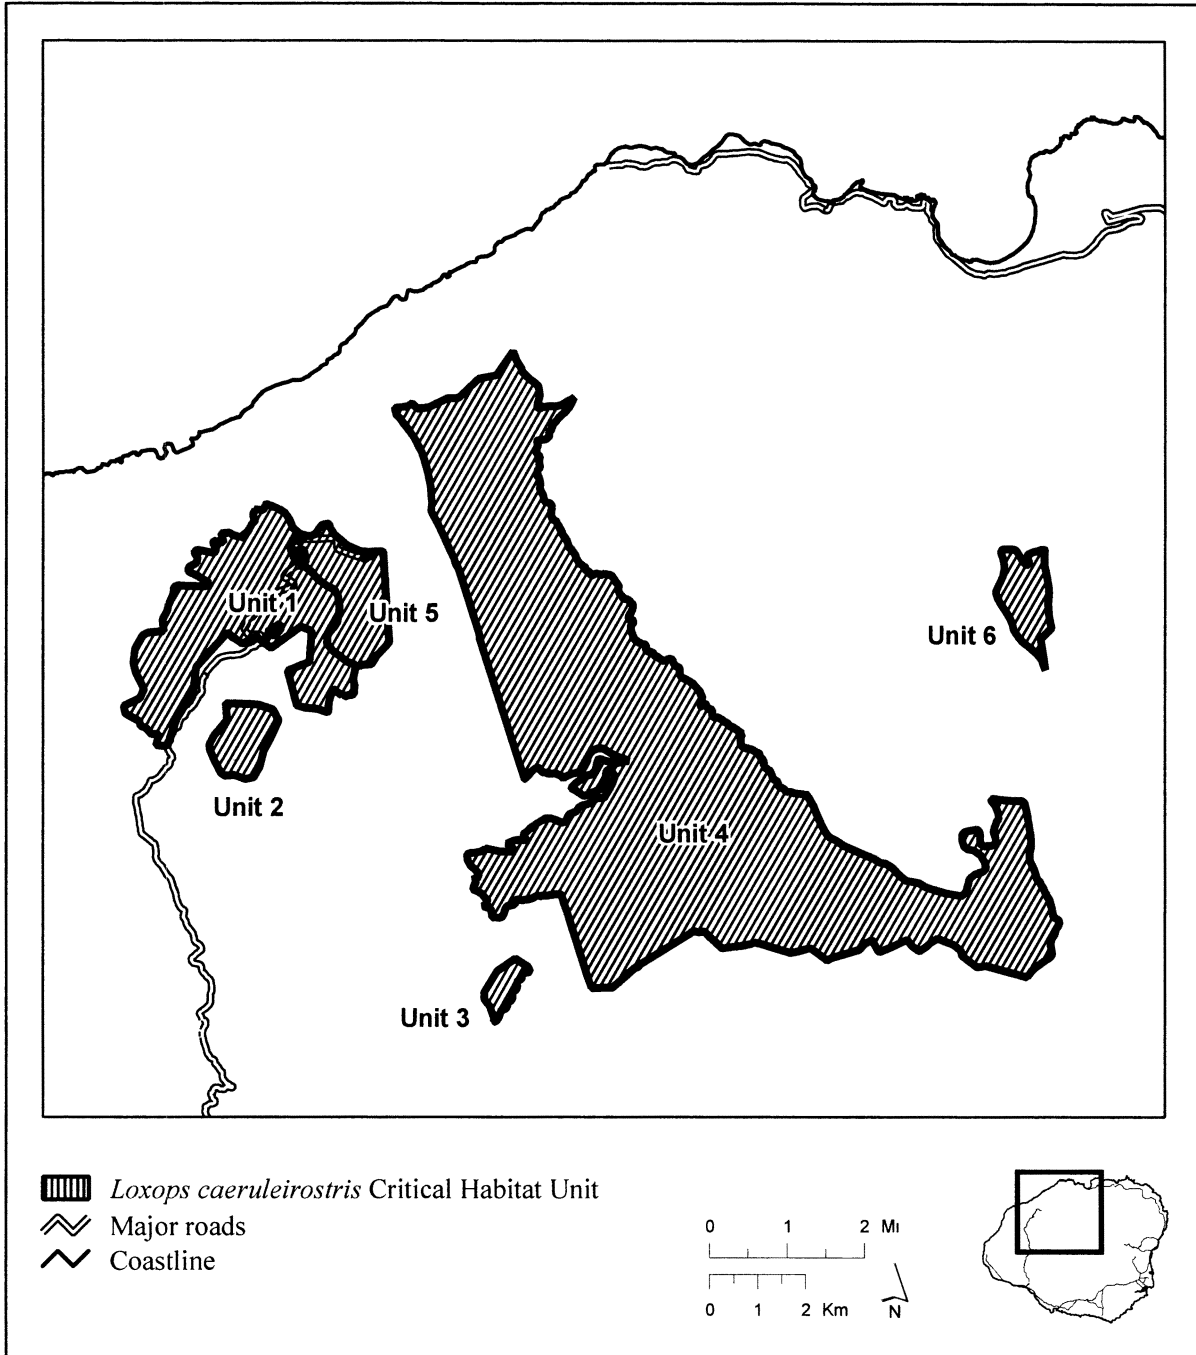 Unit 1
Unit 5
Unit 6
Unit 2
Unit 4
Unit 3
Loxops caeruleirostris Critical Habitat Unit
Major roads
Coastline
0 1 2 Mi
0 1 2 Km
N